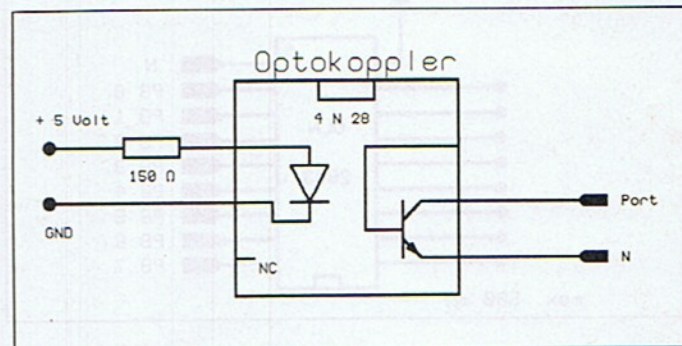 Optokoppler
4 N 28
+ 5 Volt
150 Ω
Port
GND
N
NC